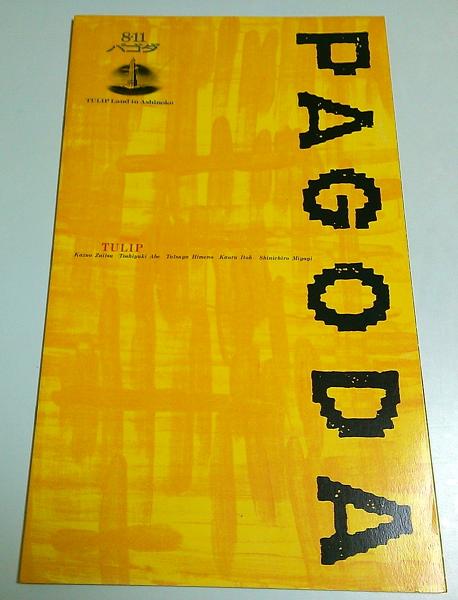 8·11
パゴダ
TULIP Land in Ashinoko
PAGODA
TULIP
Kazuo Zaitsu Toshiyuki Abe Tatsuya Himeno Kaoru Itoh Shinichiro Miyagi